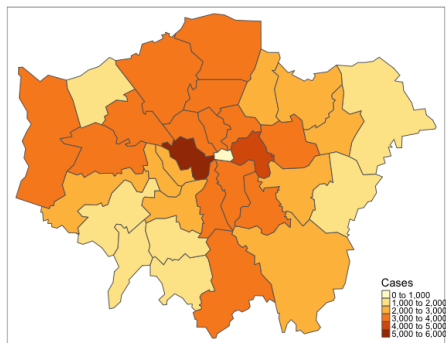 Cases
0 to 1,000
1,000 to 2,000
2,000 to 3,000
3,000 to 4,000
4,000 to 5,000
5,000 to 6,000